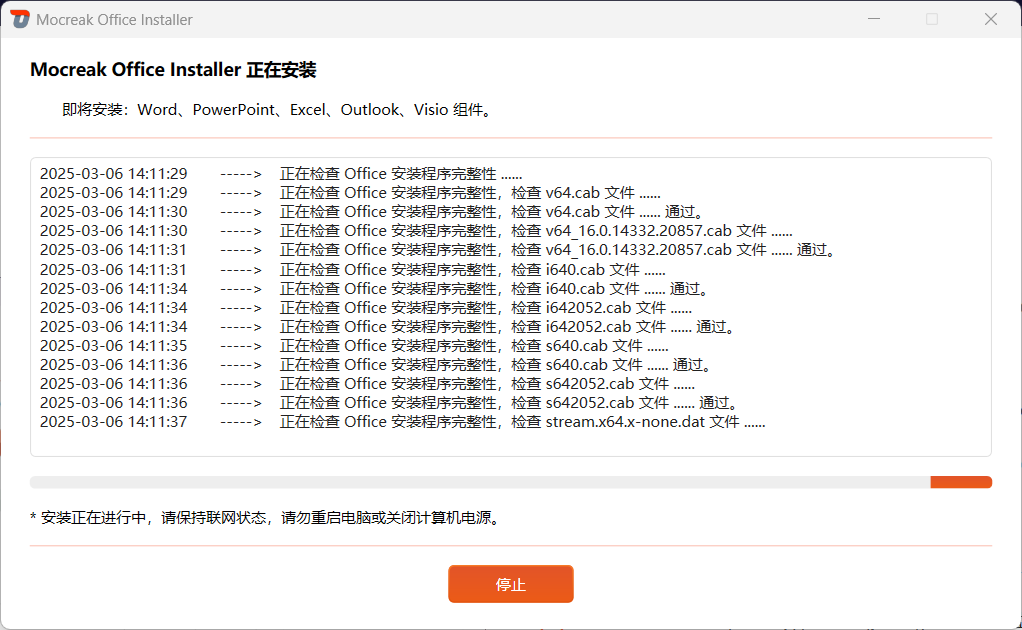 Mocreak Office Installer
Mocreak Office Installer 正在安装
即将安装：Word、PowerPoint、Excel、Outlook、Visio 组件。
2025-03-06 14:11:29 -----> 正在检查 Office 安装程序完整性 ......
2025-03-06 14:11:29 -----> 正在检查 Office 安装程序完整性，检查 v64.cab 文件 ......
2025-03-06 14:11:30 -----> 正在检查 Office 安装程序完整性，检查 v64.cab 文件 ...... 通过。
2025-03-06 14:11:30 -----> 正在检查 Office 安装程序完整性，检查 v64_16.0.14332.20857.cab 文件 ......
2025-03-06 14:11:31 -----> 正在检查 Office 安装程序完整性，检查 v64_16.0.14332.20857.cab 文件 ...... 通过。
2025-03-06 14:11:31 -----> 正在检查 Office 安装程序完整性，检查 i640.cab 文件 ......
2025-03-06 14:11:34 -----> 正在检查 Office 安装程序完整性，检查 i640.cab 文件 ...... 通过。
2025-03-06 14:11:34 -----> 正在检查 Office 安装程序完整性，检查 i642052.cab 文件 ......
2025-03-06 14:11:34 -----> 正在检查 Office 安装程序完整性，检查 i642052.cab 文件 ...... 通过。
2025-03-06 14:11:35 -----> 正在检查 Office 安装程序完整性，检查 s640.cab 文件 ......
2025-03-06 14:11:36 -----> 正在检查 Office 安装程序完整性，检查 s640.cab 文件 ...... 通过。
2025-03-06 14:11:36 -----> 正在检查 Office 安装程序完整性，检查 s642052.cab 文件 ......
2025-03-06 14:11:36 -----> 正在检查 Office 安装程序完整性，检查 s642052.cab 文件 ...... 通过。
2025-03-06 14:11:37 -----> 正在检查 Office 安装程序完整性，检查 stream.x64.x-none.dat 文件 ......
* 安装正在进行中，请保持联网状态，请勿重启电脑或关闭计算机电源。
停止